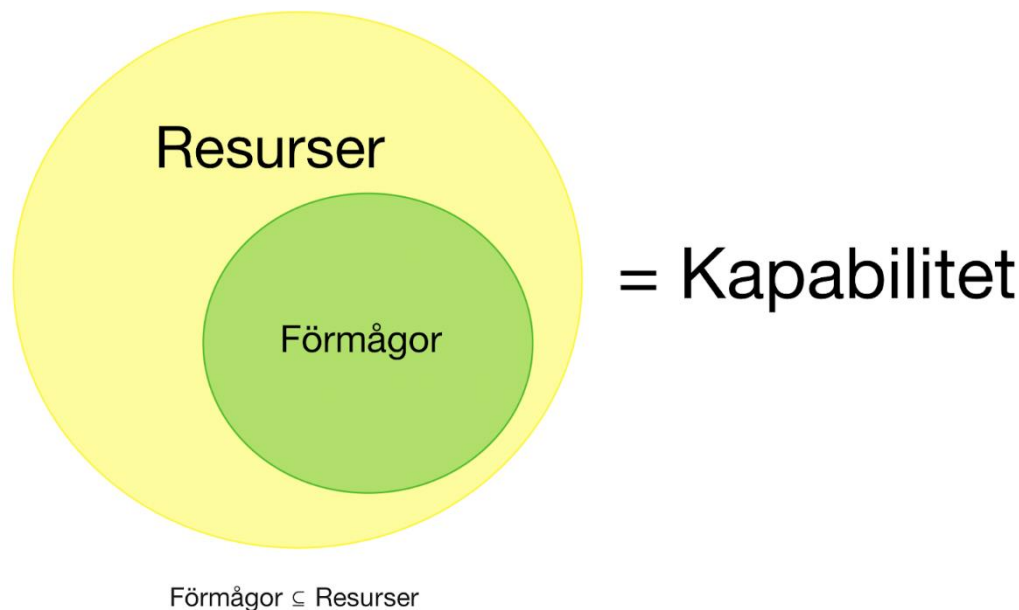 Resurser
Förmågor
= Kapabilitet
Förmågor ⊆ Resurser